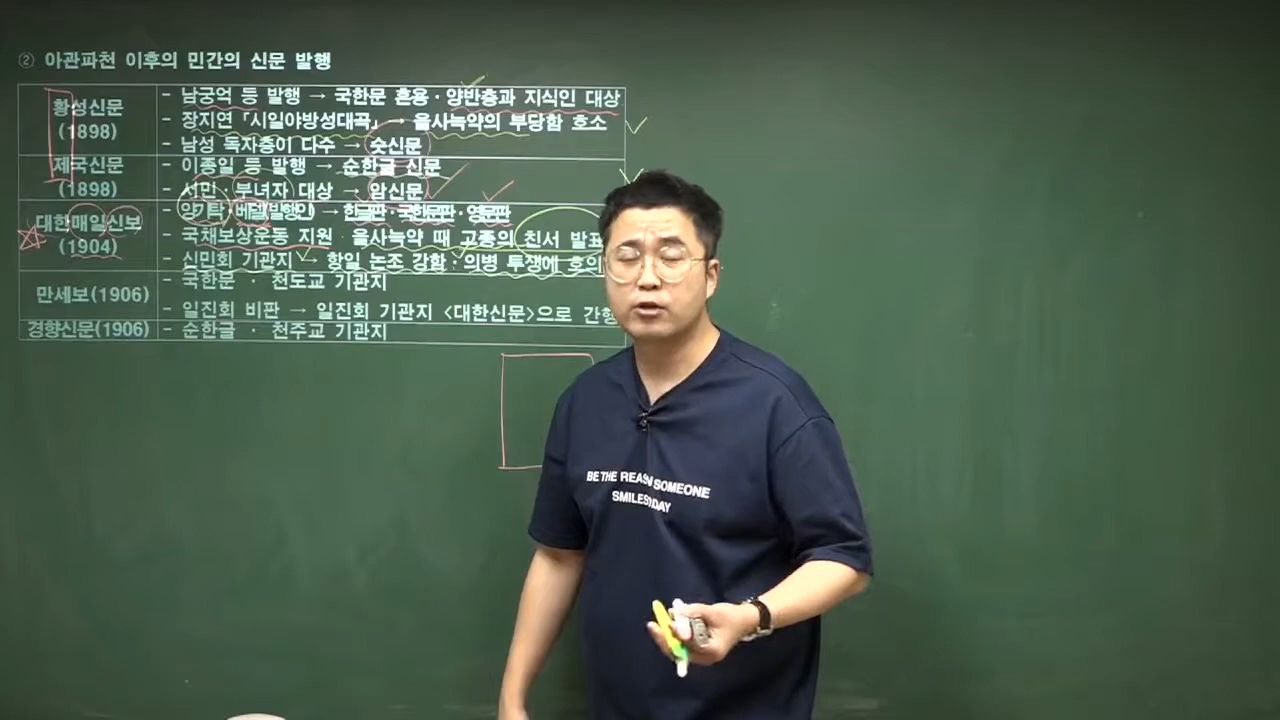 ② 아관파천 이후의 민간의 신문 발행
황성신문
(1898)
- 남궁억 등 발행 → 국한문 혼용·양반층과 지식인 대상
- 장지연「시일야방성대곡」→ 을사늑약의 부당함 호소
- 남성 독자층이 다수 → 숫신문
제국신문
(1898)
- 이종일 등 발행 → 순한글 신문
- 서민·부녀자 대상 → 암신문
대한매일신보
(1904)
- 양기탁 베델(발행인) → 한글판·국한문판·영문판
- 국채보상운동 지원·을사늑약 때 고종의 친서 발표
- 신민회 기관지 → 항일 논조 강함·의병 투쟁에 호의
만세보(1906)
- 국한문 · 천도교 기관지
- 일진회 비판 → 일진회 기관지 <대한신문>으로 간행
경향신문(1906)
- 순한글 · 천주교 기관지
BE THE REASON SOMEONE
SMILES